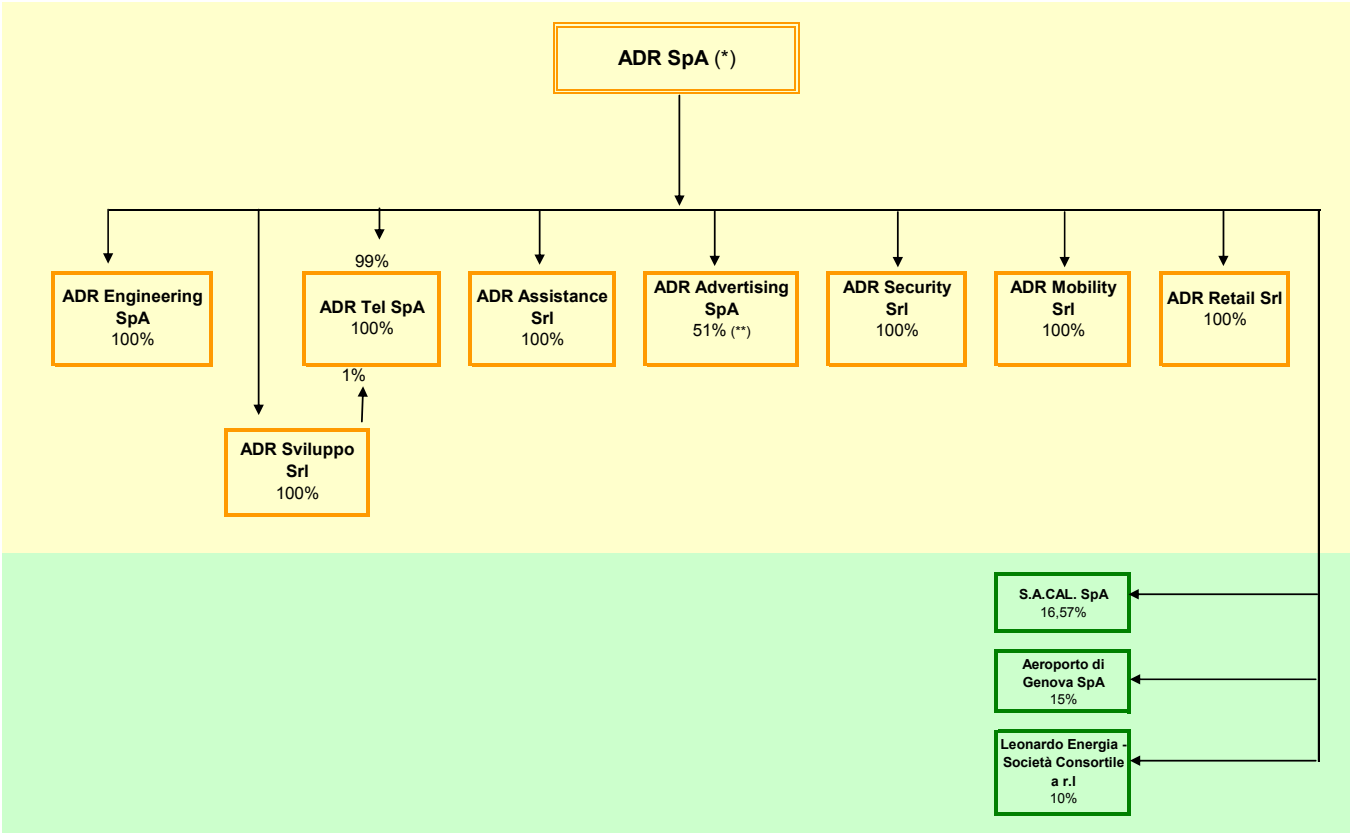 ADR SpA (*)
99%
ADR Engineering
SpA
100%
ADR Tel SpA
100%
ADR Assistance
Srl
100%
ADR Advertising
SpA
51% (**)
ADR Security
Srl
100%
ADR Mobility
Srl
100%
ADR Retail Srl
100%
1%
ADR Sviluppo
Srl
100%
S.A.CAL. SpA
16,57%
Aeroporto di
Genova SpA
15%
Leonardo Energia -
Società Consortile
a r.l
10%